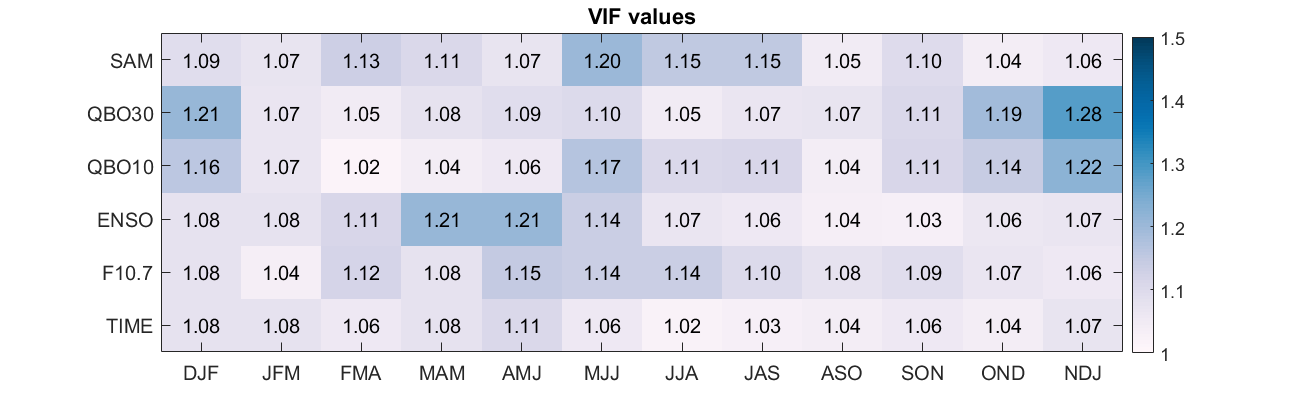 VIF values
SAM 1.09 1.07 1.13 1.11 1.07 1.20 1.15 1.15 1.05 1.10 1.04 1.06
QBO30 1.21 1.07 1.05 1.08 1.09 1.10 1.05 1.07 1.07 1.11 1.19 1.28
QBO10 1.16 1.07 1.02 1.04 1.06 1.17 1.11 1.11 1.04 1.11 1.14 1.22
ENSO 1.08 1.08 1.11 1.21 1.21 1.14 1.07 1.06 1.04 1.03 1.06 1.07
F10.7 1.08 1.04 1.12 1.08 1.15 1.14 1.14 1.10 1.08 1.09 1.07 1.06
TIME 1.08 1.08 1.06 1.08 1.11 1.06 1.02 1.03 1.04 1.06 1.04 1.07
DJF JFM FMA MAM AMJ MJJ JJA JAS ASO SON OND NDJ
1.5
1.4
1.3
1.2
1.1
1